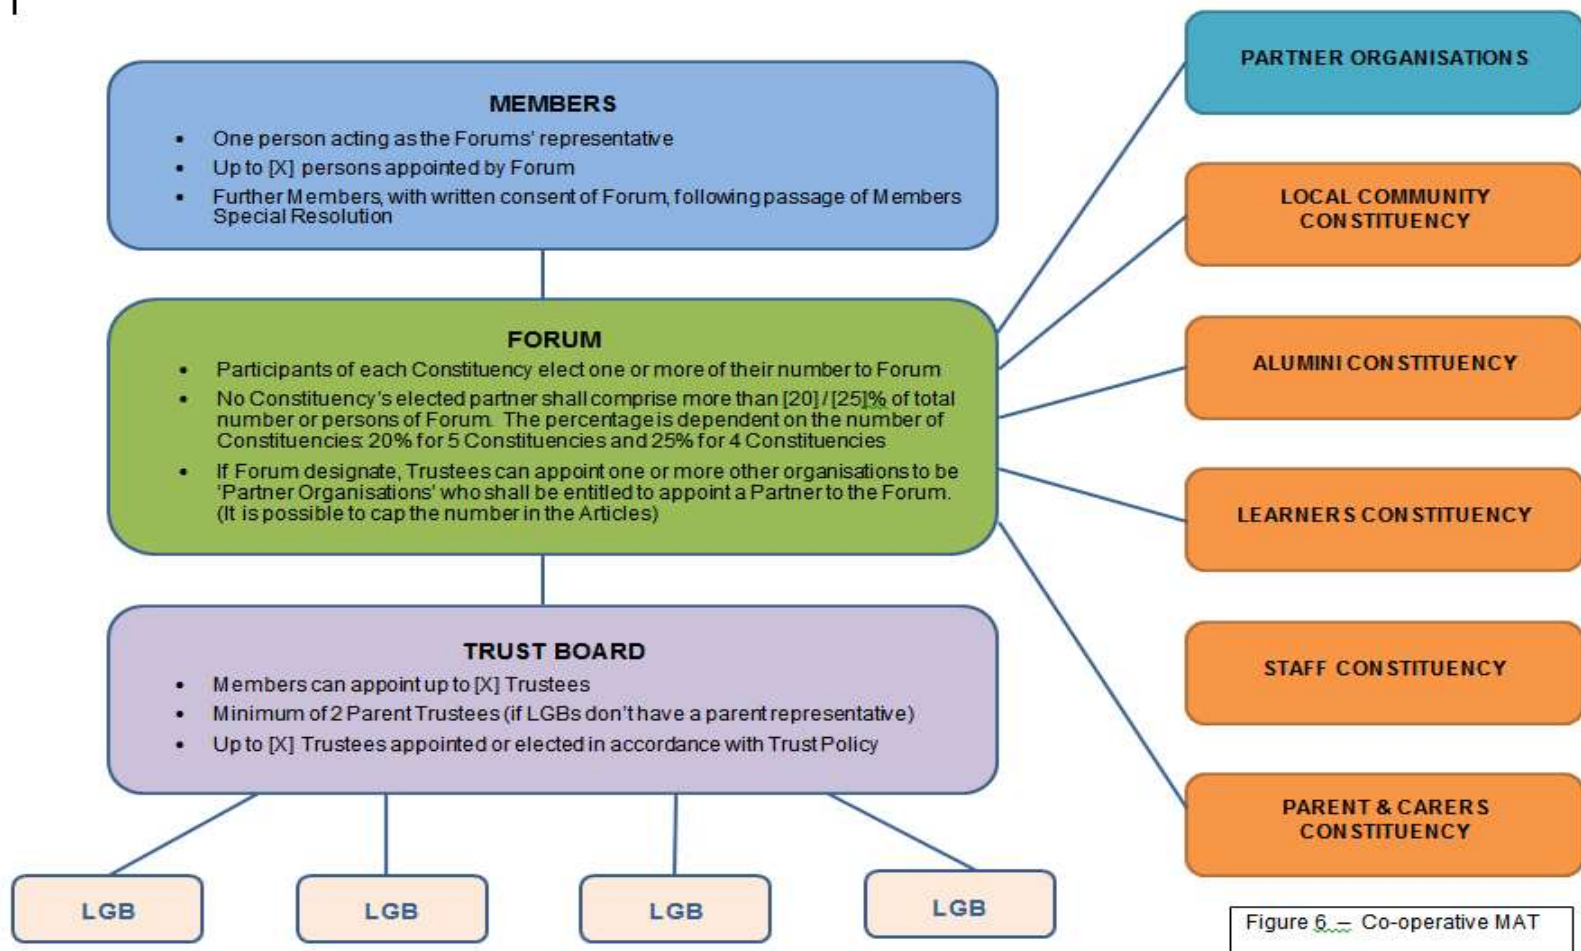 MEMBERS
• One person acting as the Forums' representative
• Up to [X] persons appointed by Forum
• Further Members, with written consent of Forum, following passage of Members
Special Resolution
FORUM
• Participants of each Constituency elect one or more of their number to Forum
• No Constituency's elected partner shall comprise more than [20] / [25]% of total
number or persons of Forum. The percentage is dependent on the number of
Constituencies: 20% for 5 Constituencies and 25% for 4 Constituencies
• If Forum designate, Trustees can appoint one or more other organisations to be
'Partner Organisations' who shall be entitled to appoint a Partner to the Forum.
(It is possible to cap the number in the Articles)
TRUST BOARD
• Members can appoint up to [X] Trustees
• Minimum of 2 Parent Trustees (if LGBs don't have a parent representative)
• Up to [X] Trustees appointed or elected in accordance with Trust Policy
LGB
LGB
LGB
LGB
PARTNER ORGANISATIONS
LOCAL COMMUNITY
CONSTITUENCY
ALUMINI CONSTITUENCY
LEARNERS CONSTITUENCY
STAFF CONSTITUENCY
PARENT & CARERS
CONSTITUENCY
Figure 6 – Co-operative MAT